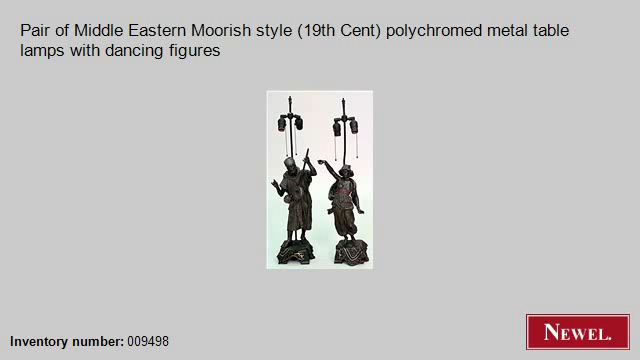 Pair of Middle Eastern Moorish style (19th Cent) polychromed metal table
lamps with dancing figures
Inventory number: 009498
NEWEL.